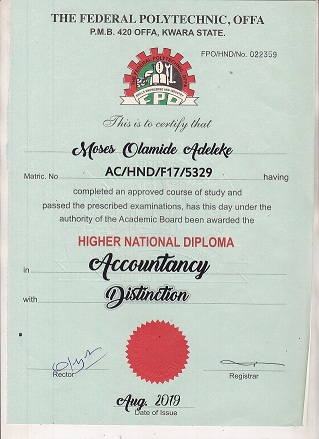 THE FEDERAL POLYTECHNIC, OFFA
P.M.B. 420 OFFA, KWARA STATE.
FPO/HND/No. 022359
FPO
This is to certify that
Moses Olamide Adeleke
Matric. No AC/HND/F17/5329 having
completed an approved course of study and
passed the prescribed examinations, has this day under the
authority of the Academic Board been awarded the
HIGHER NATIONAL DIPLOMA
in Accountancy
with Distinction
Rector Registrar
Aug. 2019
Date of Issue